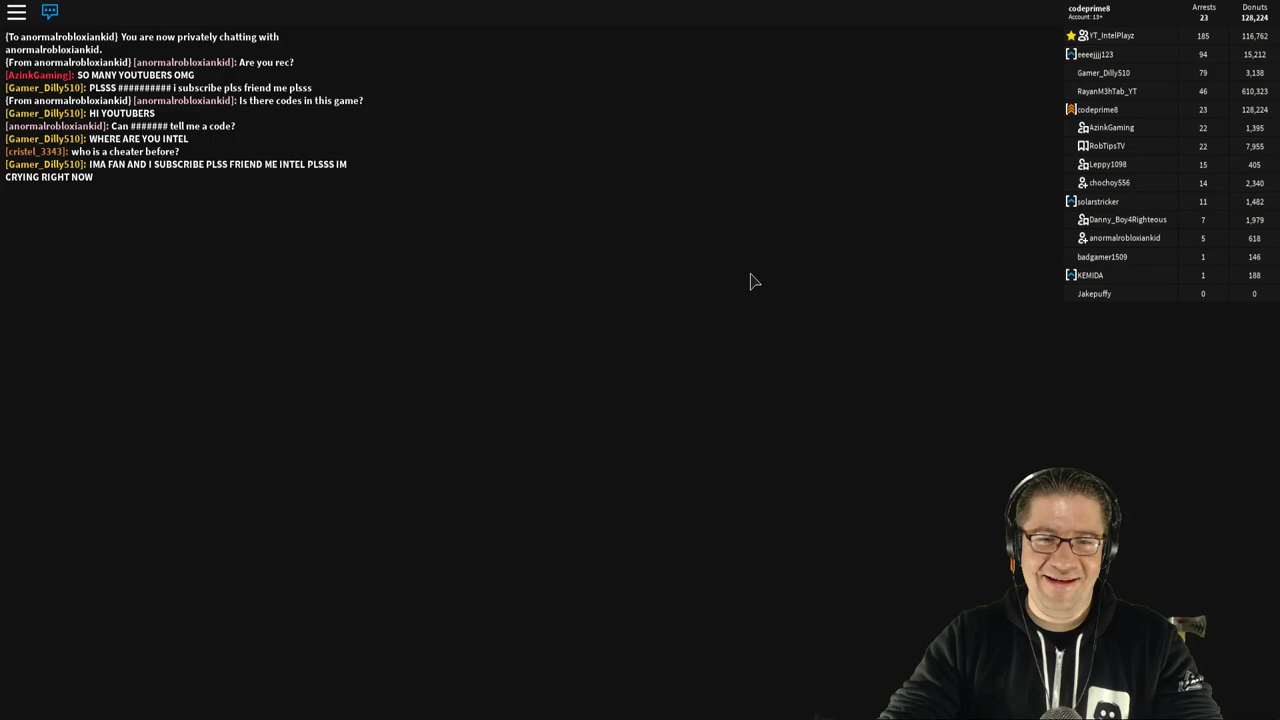 {To anormalrobloxiankid} You are now privately chatting with
anormalrobloxiankid.
{From anormalrobloxiankid} [anormalrobloxiankid]: Are you rec?
[AzinkGaming]: SO MANY YOUTUBERS OMG
[Gamer_Dilly510]: PLSSS ########## i subscribe plss friend me plsss
{From anormalrobloxiankid} [anormalrobloxiankid]: Is there codes in this game?
[Gamer_Dilly510]: HI YOUTUBERS
[anormalrobloxiankid]: Can ####### tell me a code?
[Gamer_Dilly510]: WHERE ARE YOU INTEL
[cristel_3343]: who is a cheater before?
[Gamer_Dilly510]: IMA FAN AND I SUBSCRIBE PLSS FRIEND ME INTEL PLSSS IM
CRYING RIGHT NOW
codeprime8 Arrests Donuts
Account: 13+ 23 128,224
YT_IntelPlayz 185 116,762
eeeejjjj123 94 15,212
Gamer_Dilly510 79 3,138
RayanM3hTab_YT 46 610,323
codeprime8 23 128,224
AzinkGaming 22 1,395
RobTipsTV 22 7,955
Leppy1098 15 405
chochoy556 14 2,340
solarstricker 11 1,482
Danny_Boy4Righteous 7 1,979
anormalrobloxiankid 5 618
badgamer1509 1 146
KEMIDA 1 188
Jakepuffy 0 0